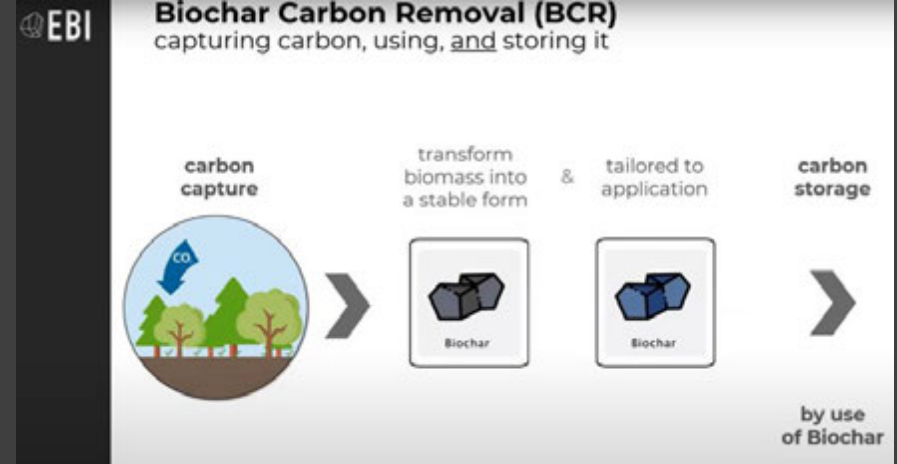 EBI
Biochar Carbon Removal (BCR)
capturing carbon, using, and storing it
carbon
capture
transform
biomass into
a stable form
&
tailored to
application
carbon
storage
CO
Biochar
Biochar
by use
of Biochar